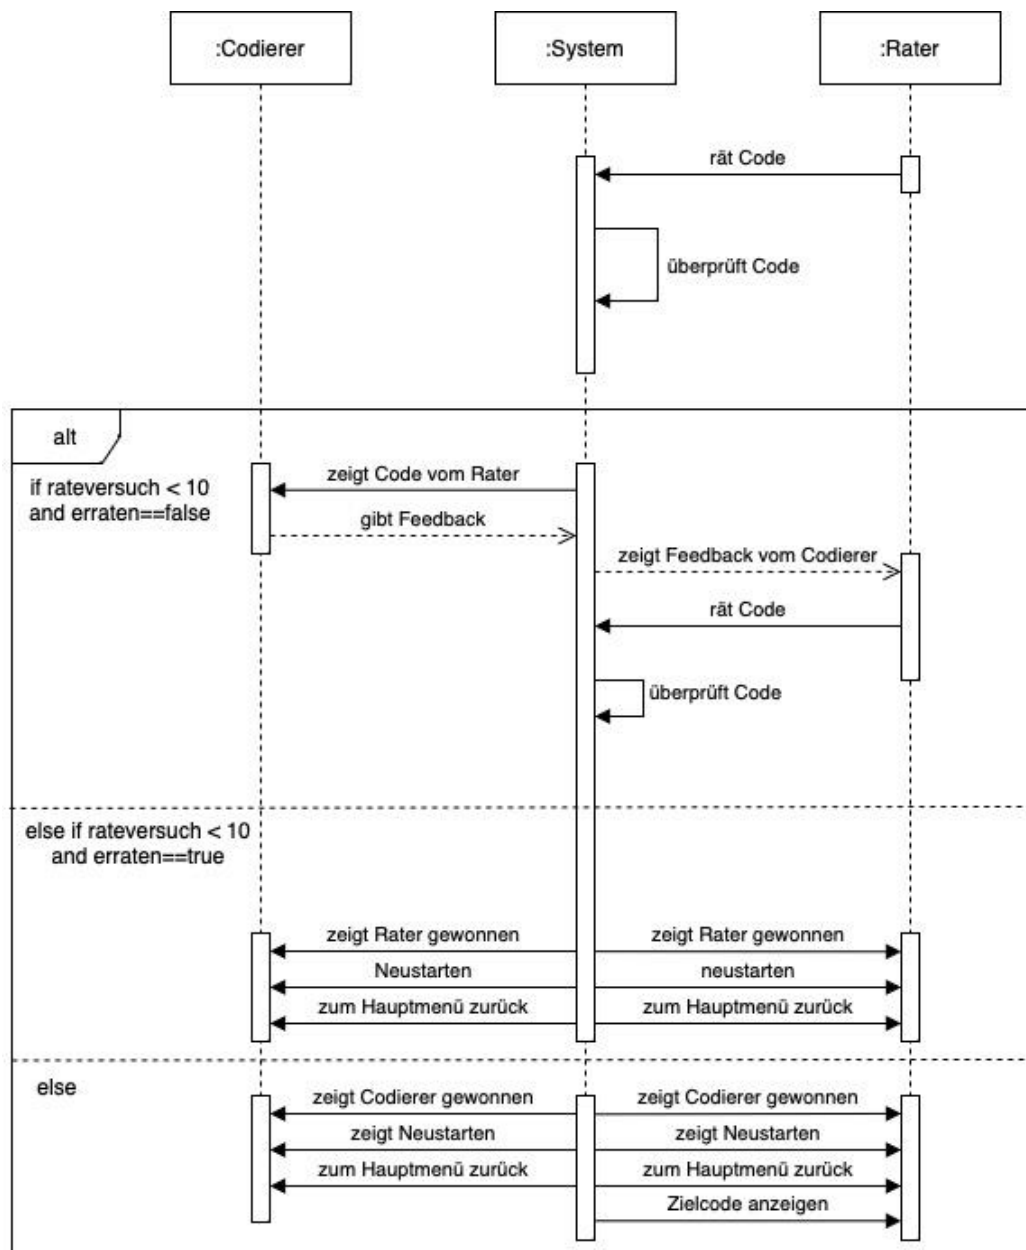 :Codierer
:System
:Rater
rät Code
überprüft Code
alt
if rateversuch < 10
and erraten==false
zeigt Code vom Rater
gibt Feedback
zeigt Feedback vom Codierer
rät Code
überprüft Code
else if rateversuch < 10
and erraten==true
zeigt Rater gewonnen
zeigt Rater gewonnen
Neustarten
neustarten
zum Hauptmenü zurück
zum Hauptmenü zurück
else
zeigt Codierer gewonnen
zeigt Codierer gewonnen
zeigt Neustarten
zeigt Neustarten
zum Hauptmenü zurück
zum Hauptmenü zurück
Zielcode anzeigen